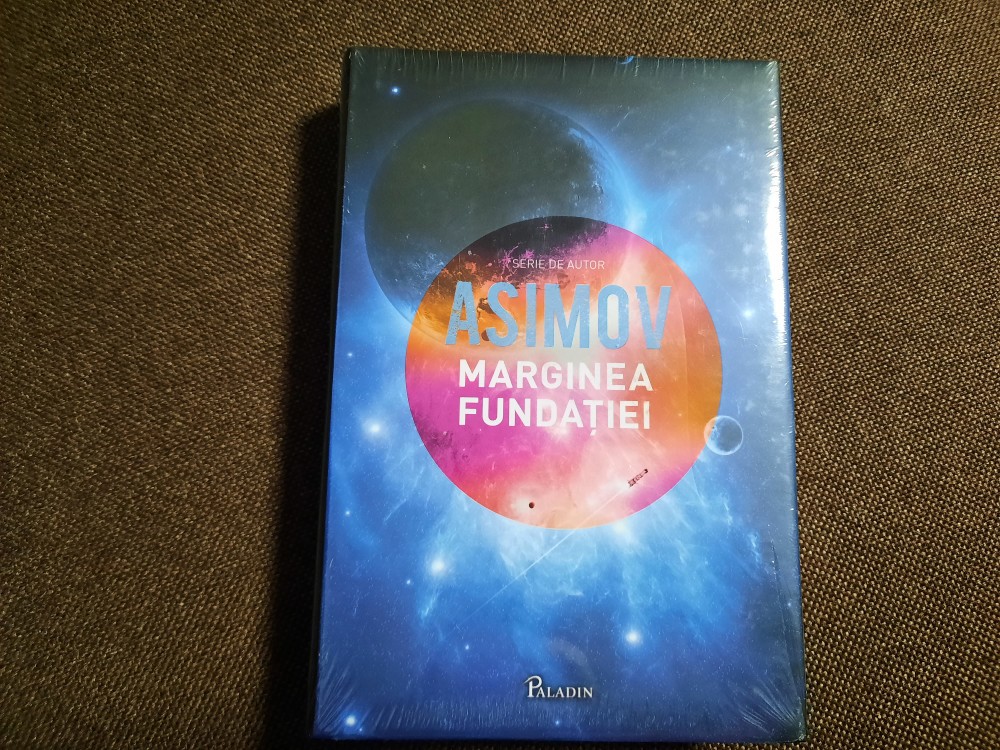 SERIE DE AUTOR
ASIMOV
MARGINEA
FUNDAȚIEI
PALADIN